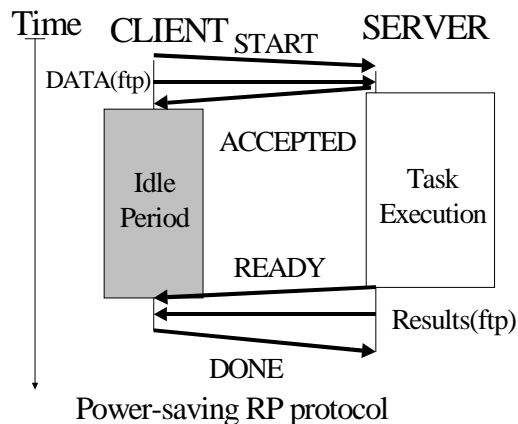 Time
CLIENT
SERVER
START
DATA(ftp)
ACCEPTED
Idle
Period
Task
Execution
READY
Results(ftp)
DONE
Power-saving RP protocol